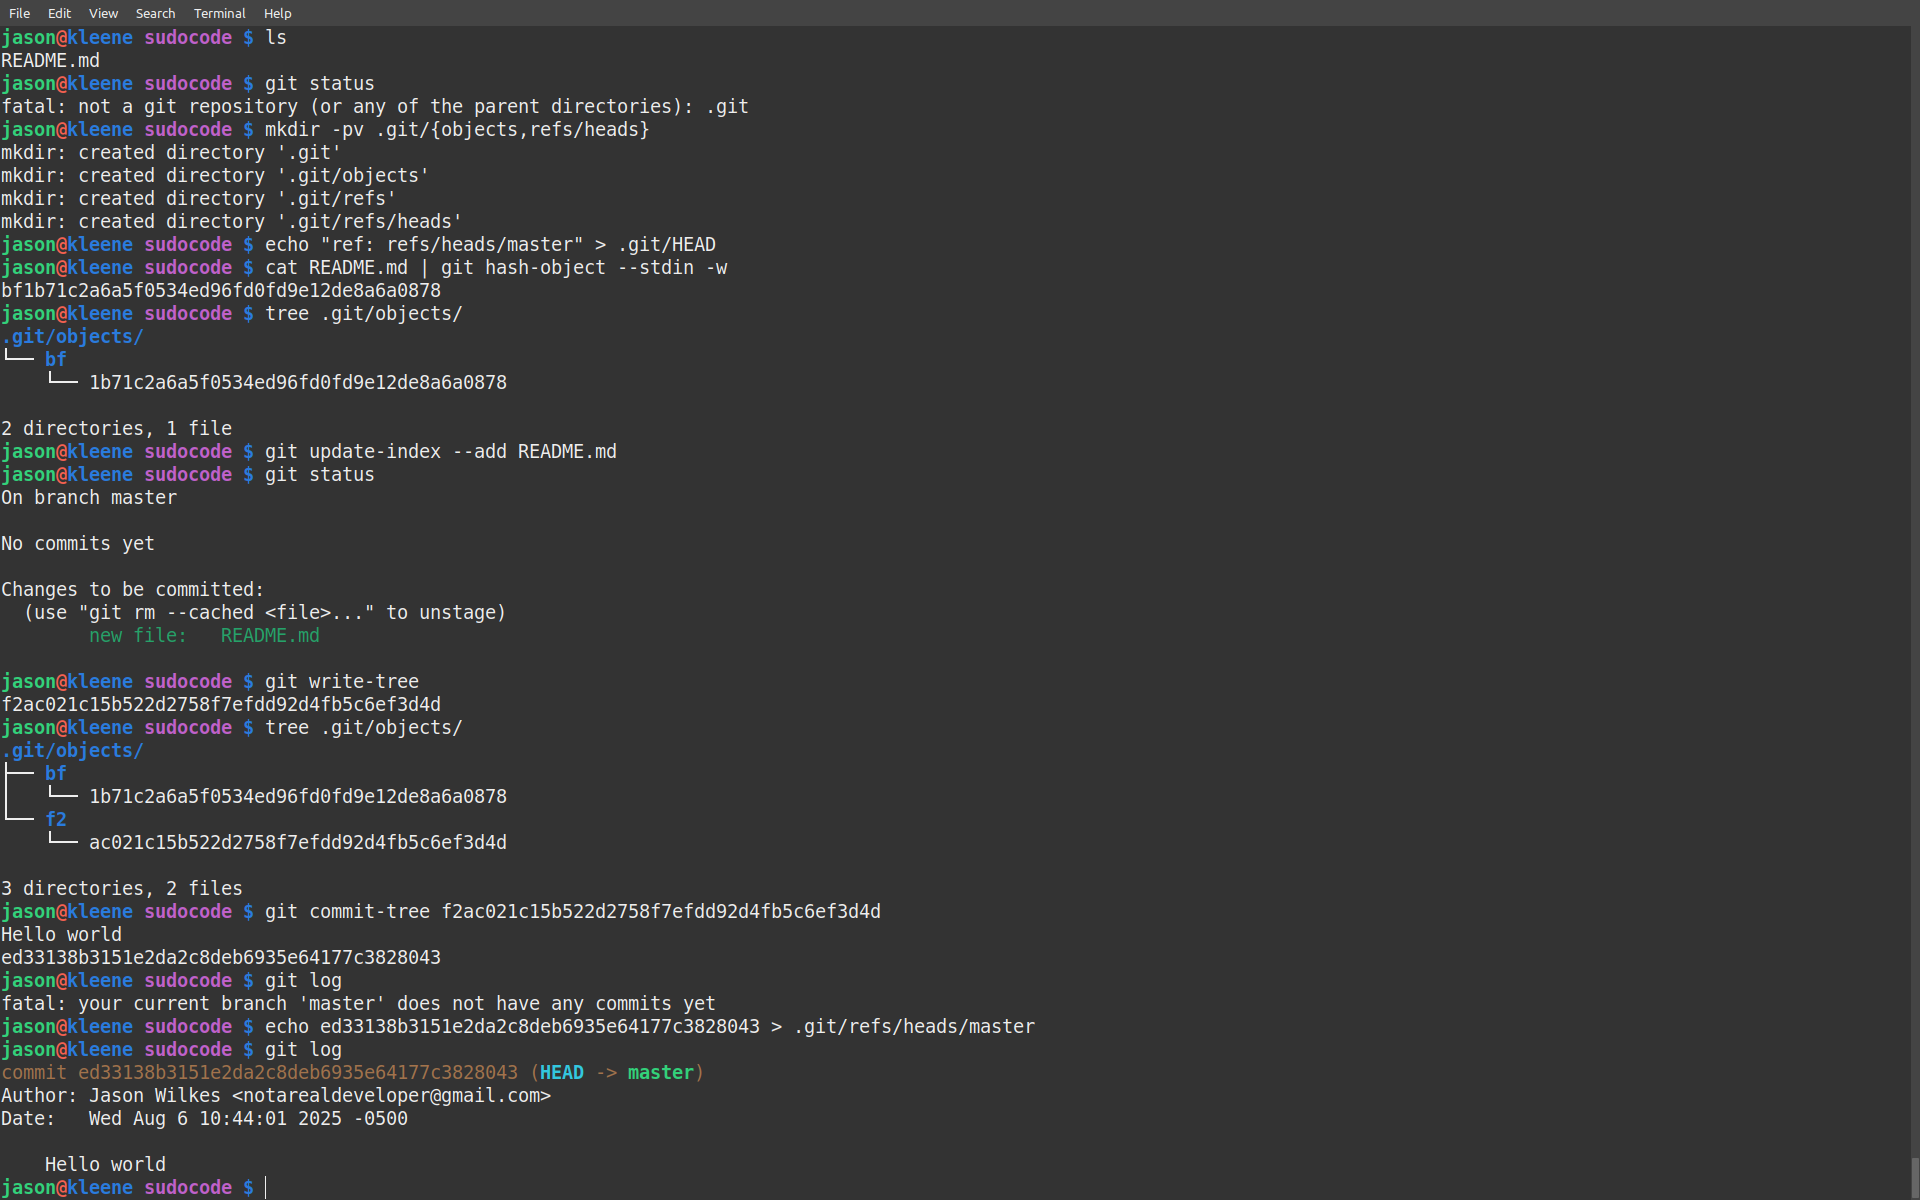 File Edit View Search Terminal Help
jason@kleene sudocode $ ls
README.md
jason@kleene sudocode $ git status
fatal: not a git repository (or any of the parent directories): .git
jason@kleene sudocode $ mkdir -pv .git/{objects,refs/heads}
mkdir: created directory '.git'
mkdir: created directory '.git/objects'
mkdir: created directory '.git/refs'
mkdir: created directory '.git/refs/heads'
jason@kleene sudocode $ echo "ref: refs/heads/master" > .git/HEAD
jason@kleene sudocode $ cat README.md | git hash-object --stdin -w
bf1b71c2a6a5f0534ed96fd0fd9e12de8a6a0878
jason@kleene sudocode $ tree .git/objects/
.git/objects/
└── bf
    └── 1b71c2a6a5f0534ed96fd0fd9e12de8a6a0878

2 directories, 1 file
jason@kleene sudocode $ git update-index --add README.md
jason@kleene sudocode $ git status
On branch master

No commits yet

Changes to be committed:
  (use "git rm --cached <file>..." to unstage)
        new file:   README.md

jason@kleene sudocode $ git write-tree
f2ac021c15b522d2758f7efdd92d4fb5c6ef3d4d
jason@kleene sudocode $ tree .git/objects/
.git/objects/
├── bf
│   └── 1b71c2a6a5f0534ed96fd0fd9e12de8a6a0878
└── f2
    └── ac021c15b522d2758f7efdd92d4fb5c6ef3d4d

3 directories, 2 files
jason@kleene sudocode $ git commit-tree f2ac021c15b522d2758f7efdd92d4fb5c6ef3d4d
Hello world
ed33138b3151e2da2c8deb6935e64177c3828043
jason@kleene sudocode $ git log
fatal: your current branch 'master' does not have any commits yet
jason@kleene sudocode $ echo ed33138b3151e2da2c8deb6935e64177c3828043 > .git/refs/heads/master
jason@kleene sudocode $ git log
commit ed33138b3151e2da2c8deb6935e64177c3828043 (HEAD -> master)
Author: Jason Wilkes <notarealdeveloper@gmail.com>
Date:   Wed Aug 6 10:44:01 2025 -0500

    Hello world
jason@kleene sudocode $